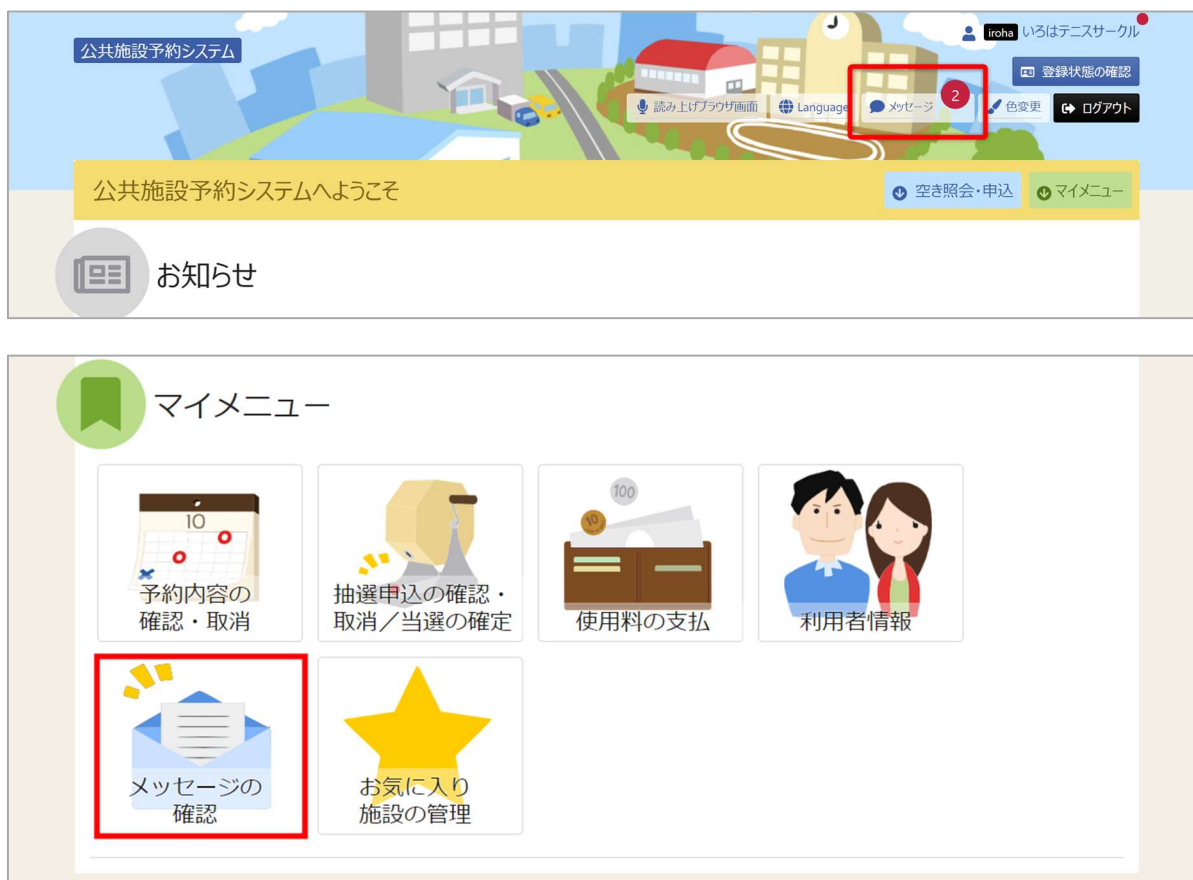 公共施設予約システム
iroha いろはテニスサークル
登録状態の確認
読み上げブラウザ画面 Language メッセージ 2 色変更 ログアウト
公共施設予約システムへようこそ
空き照会・申込 マイメニュー
お知らせ
マイメニュー
10
予約内容の
確認・取消
抽選申込の確認・
取消／当選の確定
100
10
使用料の支払
利用者情報
メッセージの
確認
お気に入り
施設の管理